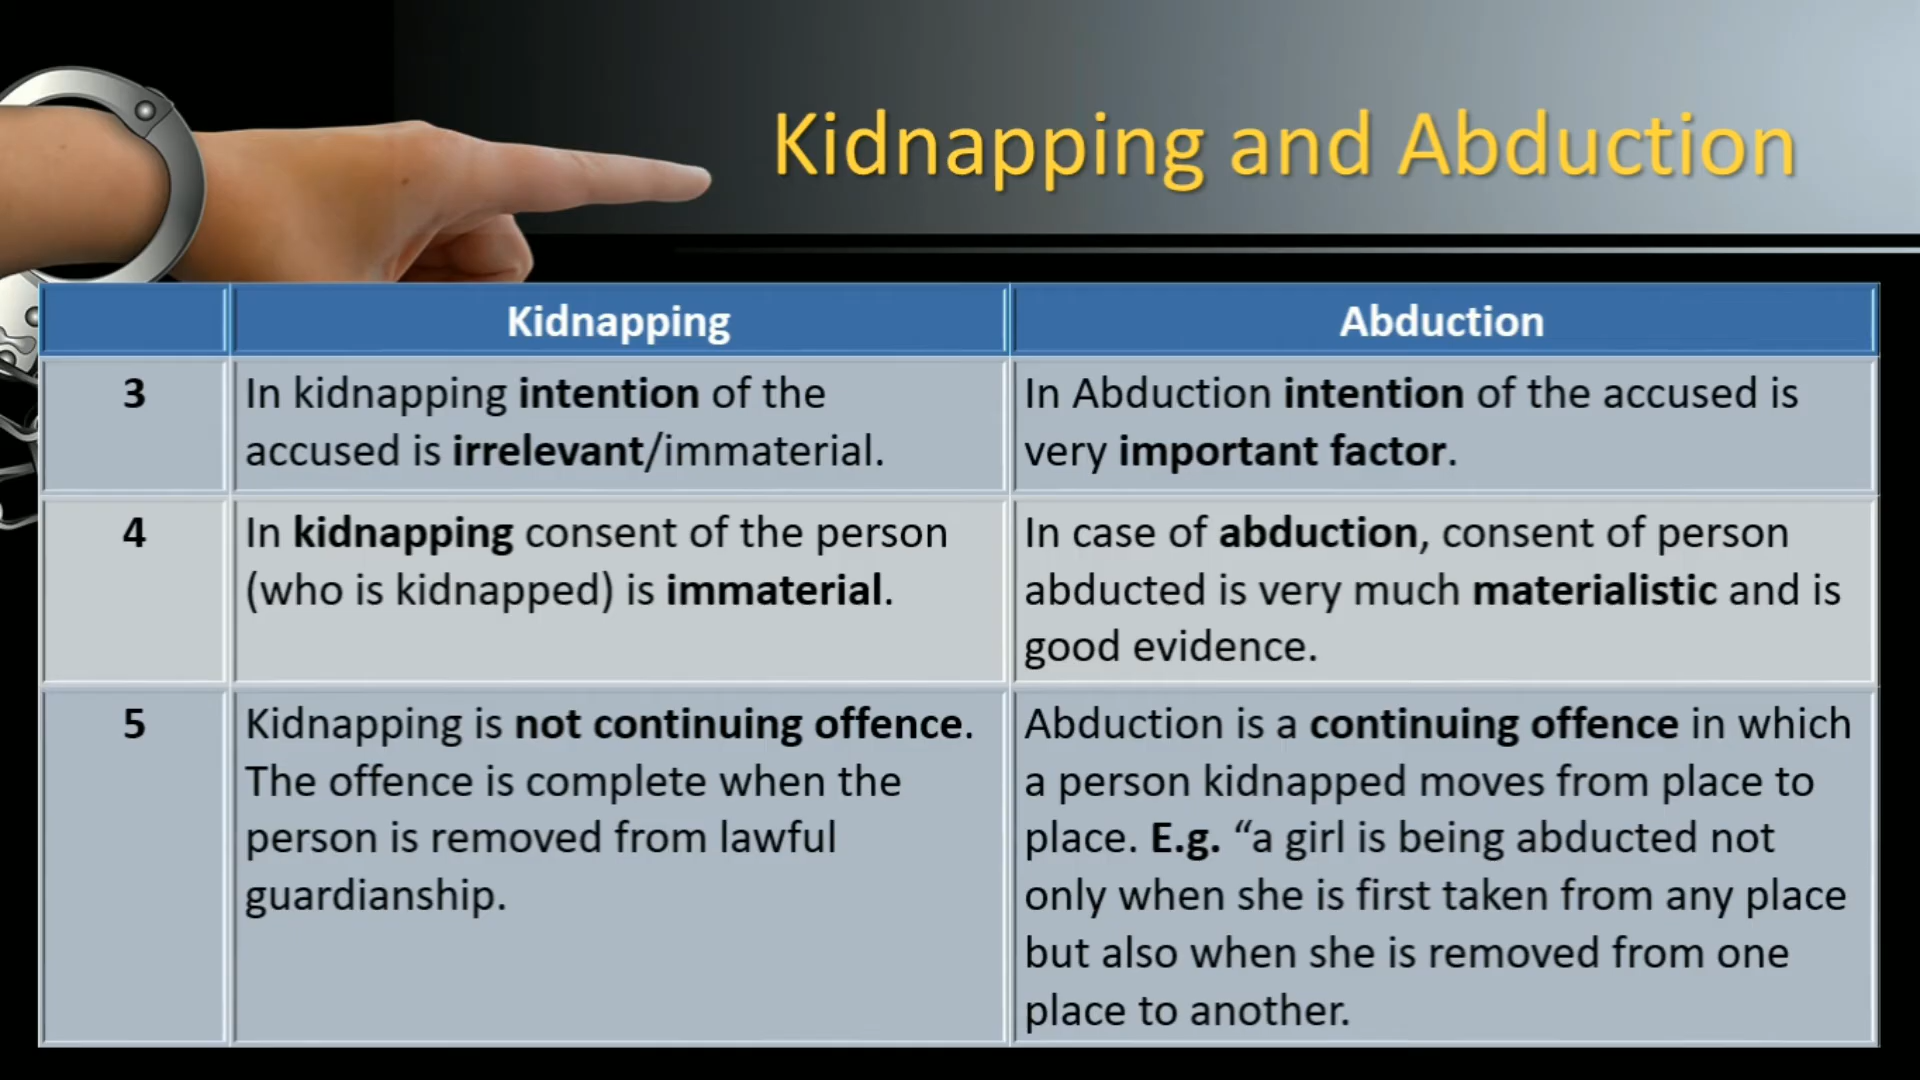 Kidnapping and Abduction
Kidnapping
Abduction
3
In kidnapping intention of the
accused is irrelevant/immaterial.
In Abduction intention of the accused is
very important factor.
4
In kidnapping consent of the person
(who is kidnapped) is immaterial.
In case of abduction, consent of person
abducted is very much materialistic and is
good evidence.
5
Kidnapping is not continuing offence.
The offence is complete when the
person is removed from lawful
guardianship.
Abduction is a continuing offence in which
a person kidnapped moves from place to
place. E.g. “a girl is being abducted not
only when she is first taken from any place
but also when she is removed from one
place to another.